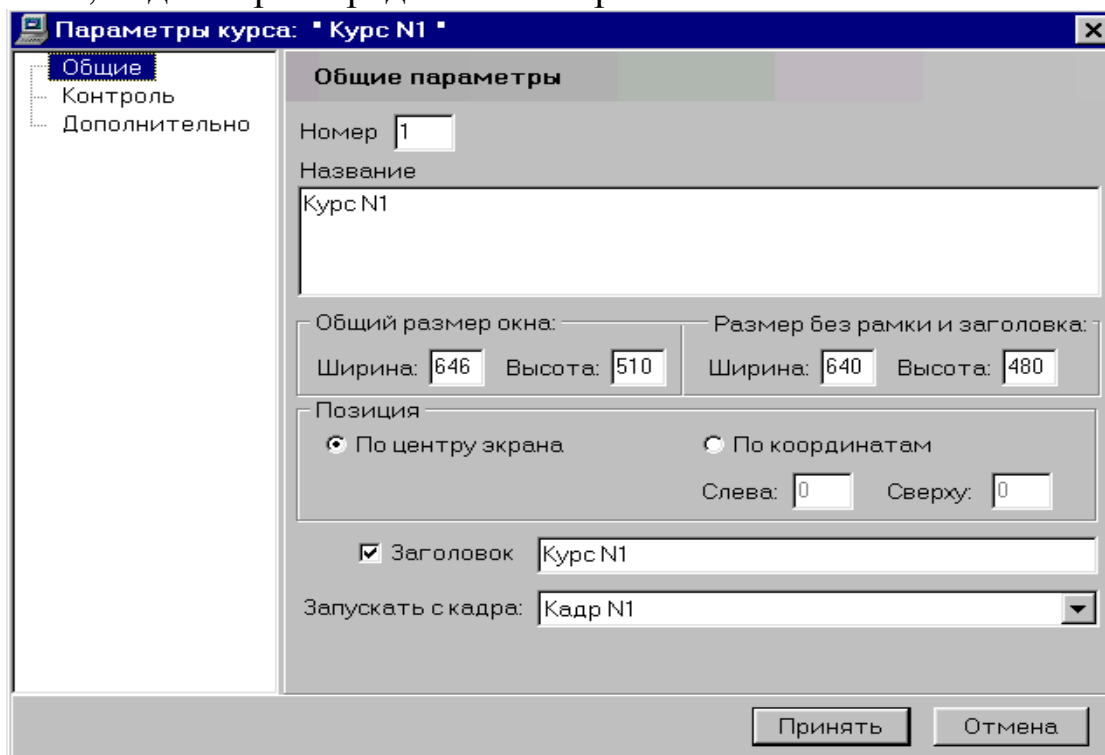 Параметры курса: " Курс N1 "
Общие
Контроль
Дополнительно
Общие параметры
Номер 1
Название
Курс N1
Общий размер окна: Размер без рамки и заголовка:
Ширина: 646 Высота: 510 Ширина: 640 Высота: 480
Позиция
По центру экрана По координатам
Слева: 0 Сверху: 0
Заголовок Курс N1
Запускать с кадра: Кадр N1
Принять Отмена